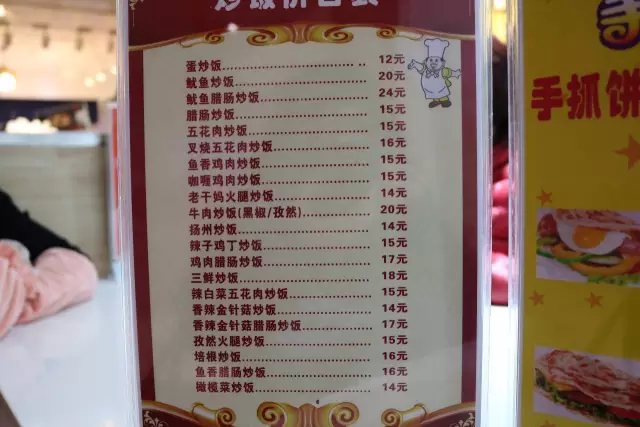 蛋炒饭.............................. .. 12元
鱿鱼炒饭.................................20元
鱿鱼腊肠炒饭..........................24元
腊肠炒饭.................................15元
五花肉炒饭..............................15元
叉烧五花肉炒饭.......................16元
鱼香鸡肉炒饭..........................15元
咖喱鸡肉炒饭..........................15元
老干妈火腿炒饭.......................14元
牛肉炒饭(黑椒/孜然)................20元
扬州炒饭.................................14元
辣子鸡丁炒饭..........................15元
鸡肉腊肠炒饭..........................17元
三鲜炒饭.................................18元
辣白菜五花肉炒饭....................15元
香辣金针菇炒饭.......................14元
香辣金针菇腊肠炒饭.................17元
孜然火腿炒饭..........................15元
培根炒饭.................................16元
鱼香腊肠炒饭..........................16元
橄榄菜炒饭..............................14元
手抓饼